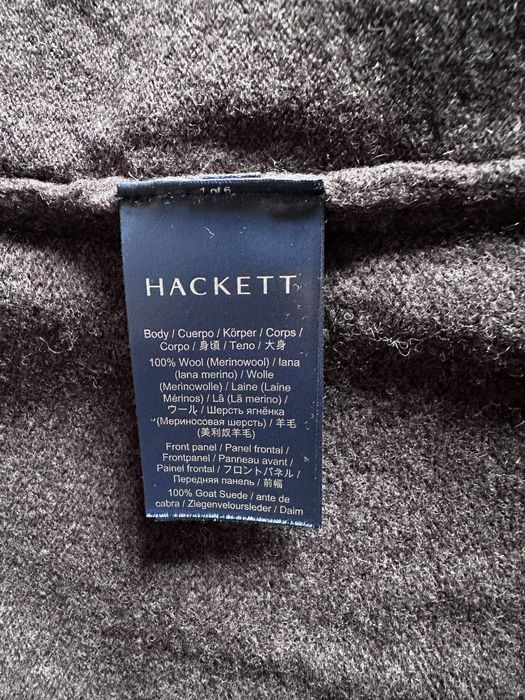 1 of 6
HACKETT
Body / Cuerpo / Körper / Corps /
Corpo / 身頃 / Тело / 大身
100% Wool (Merinowool) / lana
(lana merino) / Wolle
(Merinowolle) / Laine (Laine
Mérinos) / Lã (Lã merino) /
ウール / Шерсть ягнёнка
(Мериносовая шерсть) / 羊毛
(美利奴羊毛)
Front panel / Panel frontal /
Frontpanel / Panneau avant /
Painel frontal / フロントパネル /
Передняя панель / 前幅
100% Goat Suede / ante de
cabra / Ziegenveloursleder / Daim